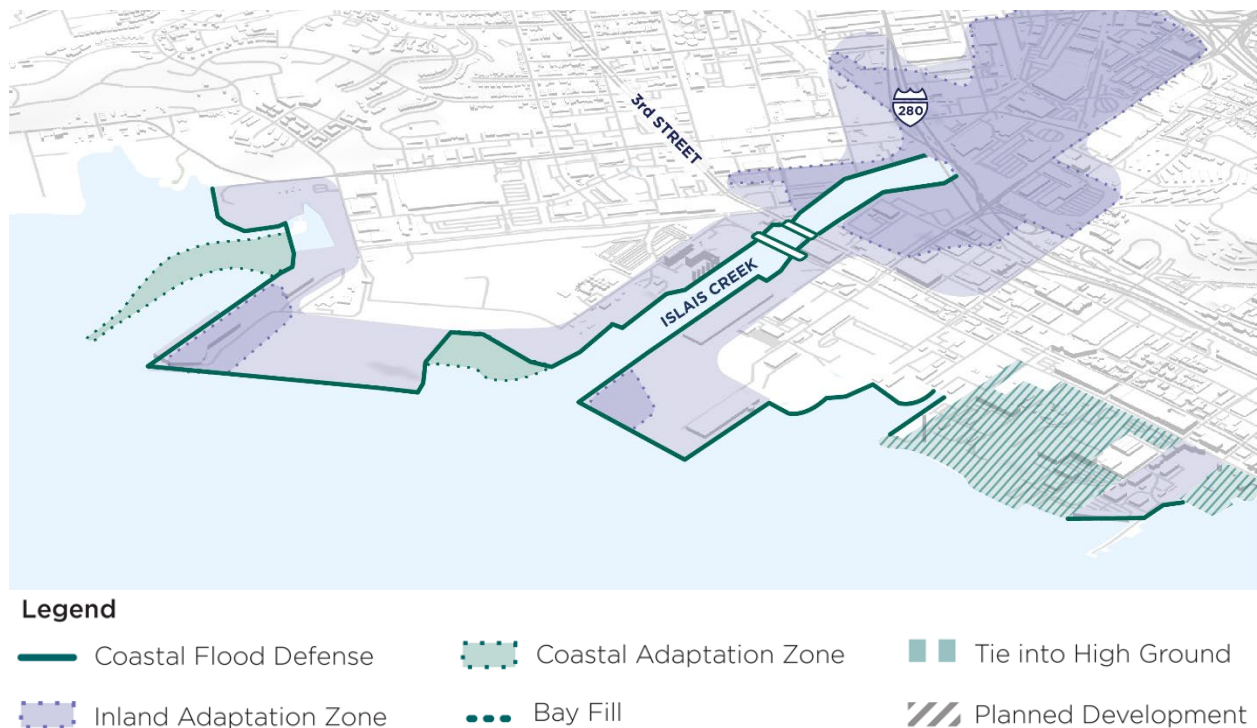 3rd STREET
280
ISLAIS CREEK
Legend
Coastal Flood Defense
Coastal Adaptation Zone
Tie into High Ground
Inland Adaptation Zone
Bay Fill
Planned Development